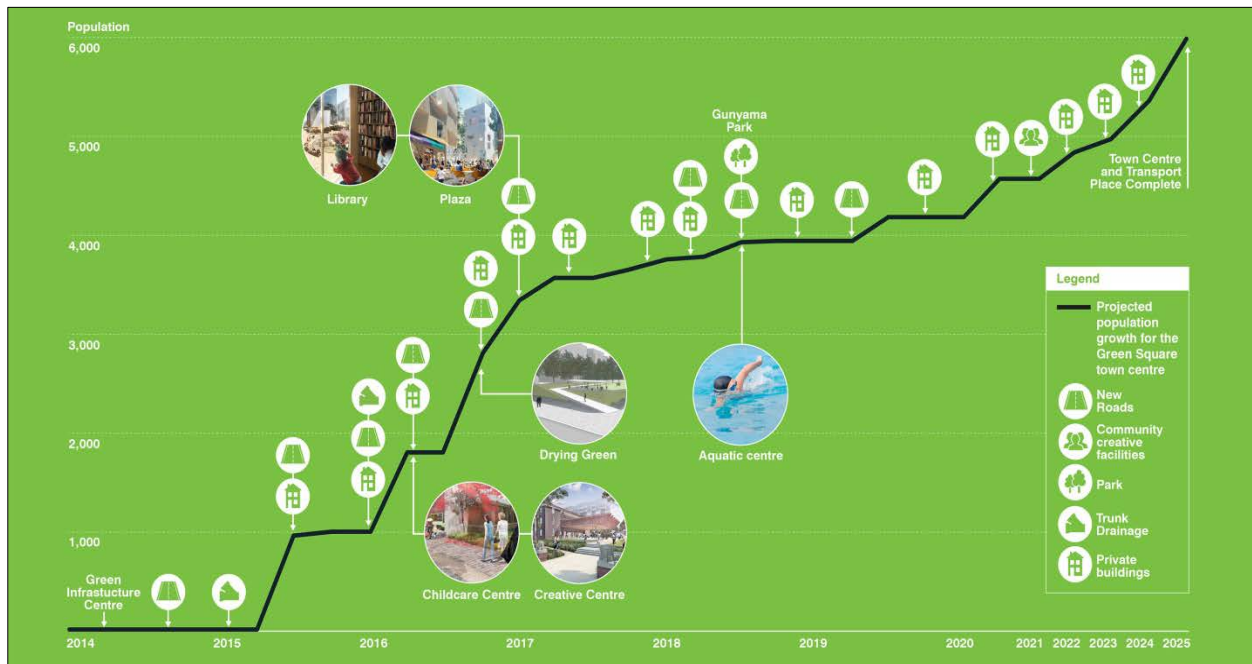 Population
6,000
5,000
4,000
3,000
2,000
1,000
Library
Plaza
Gunyama
Park
Town Centre
and Transport
Place Complete
Drying Green
Aquatic centre
Childcare Centre
Creative Centre
Green
Infrastucture
Centre
Legend
Projected
population
growth for the
Green Square
town centre
New
Roads
Community
creative
facilities
Park
Trunk
Drainage
Private
buildings
2014
2015
2016
2017
2018
2019
2020
2021
2022
2023
2024
2025